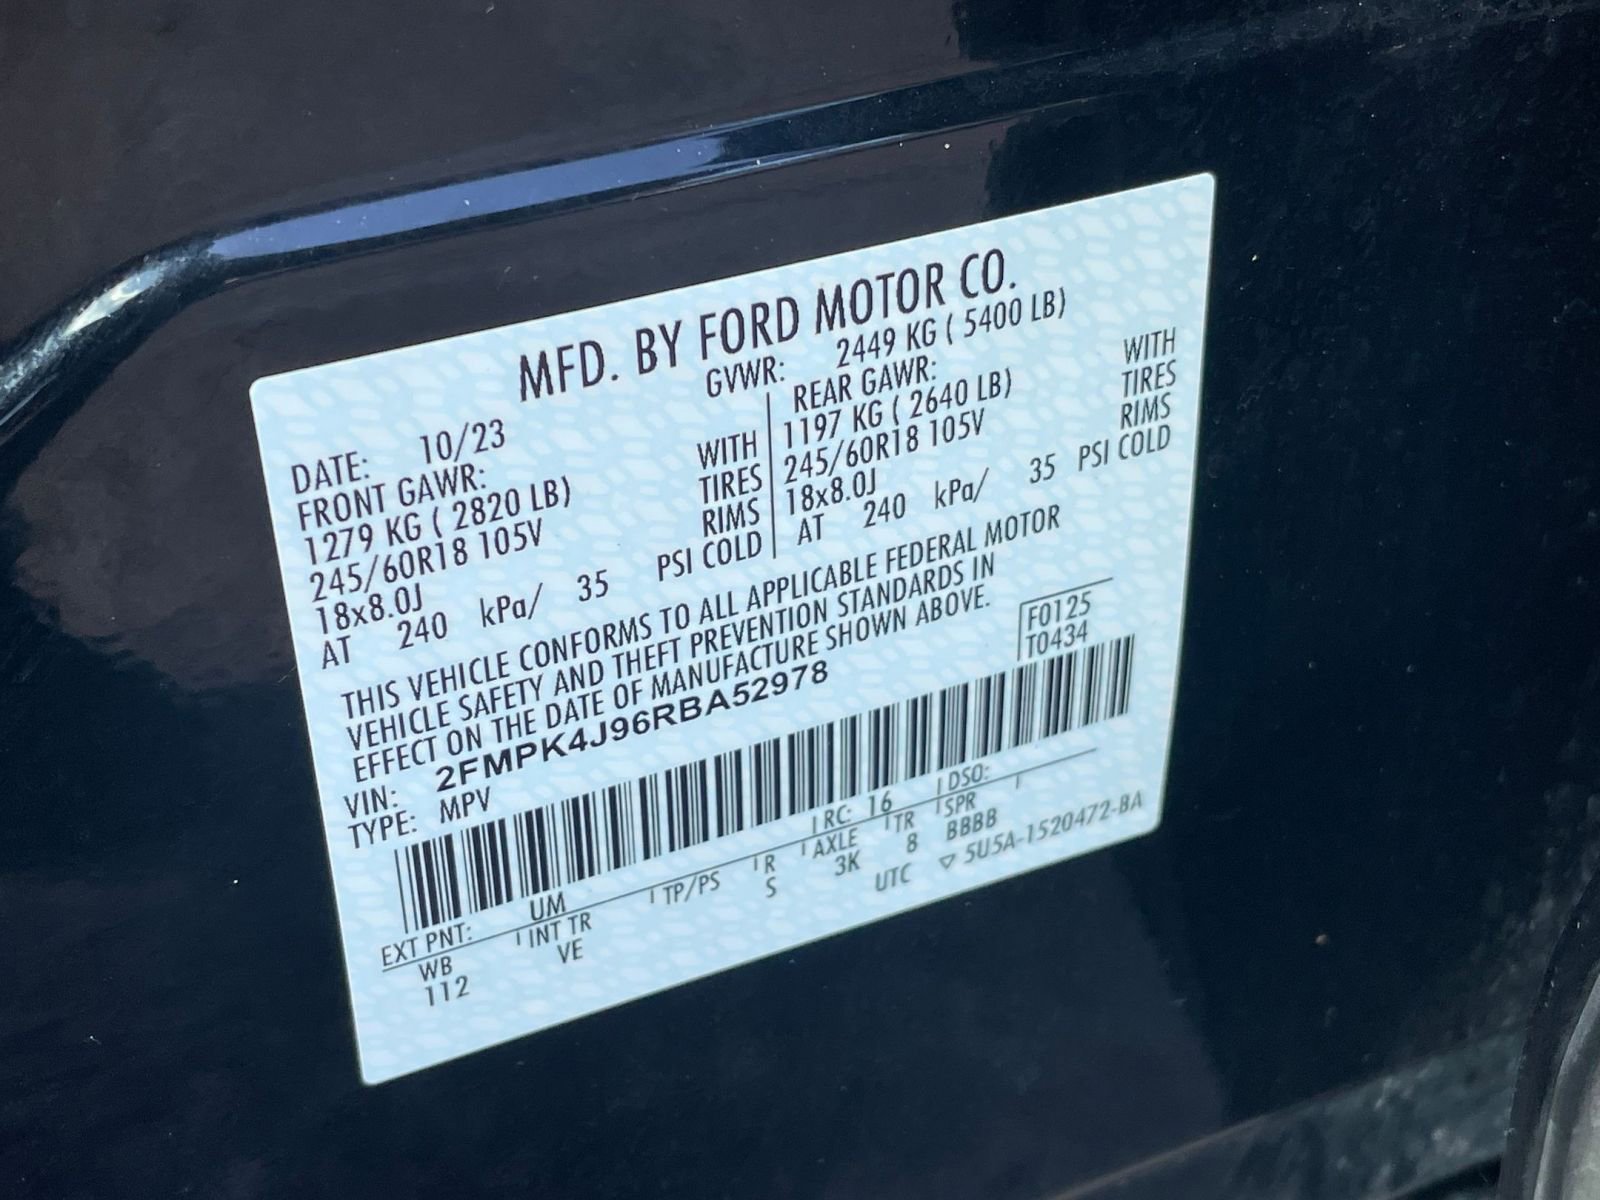 MFD. BY FORD MOTOR CO.
DATE: 10/23 GVWR: 2449 KG ( 5400 LB)
FRONT GAWR: REAR GAWR:
1279 KG ( 2820 LB) WITH 1197 KG ( 2640 LB) WITH
245/60R18 105V TIRES 245/60R18 105V TIRES
18x8.0J RIMS 18x8.0J RIMS
AT 240 kPa/ 35 PSI COLD AT 240 kPa/ 35 PSI COLD
THIS VEHICLE CONFORMS TO ALL APPLICABLE FEDERAL MOTOR
VEHICLE SAFETY AND THEFT PREVENTION STANDARDS IN
EFFECT ON THE DATE OF MANUFACTURE SHOWN ABOVE.
VIN: 2FMPK4J96RBA52978 F0125
TYPE: MPV T0434
EXT PNT: UM RC: 16 DSO:
WB INT TR TP/PS R AXLE TR SPR
112 VE S 3K 8 BBBB
UTC ▽ 5U5A-1520472-BA